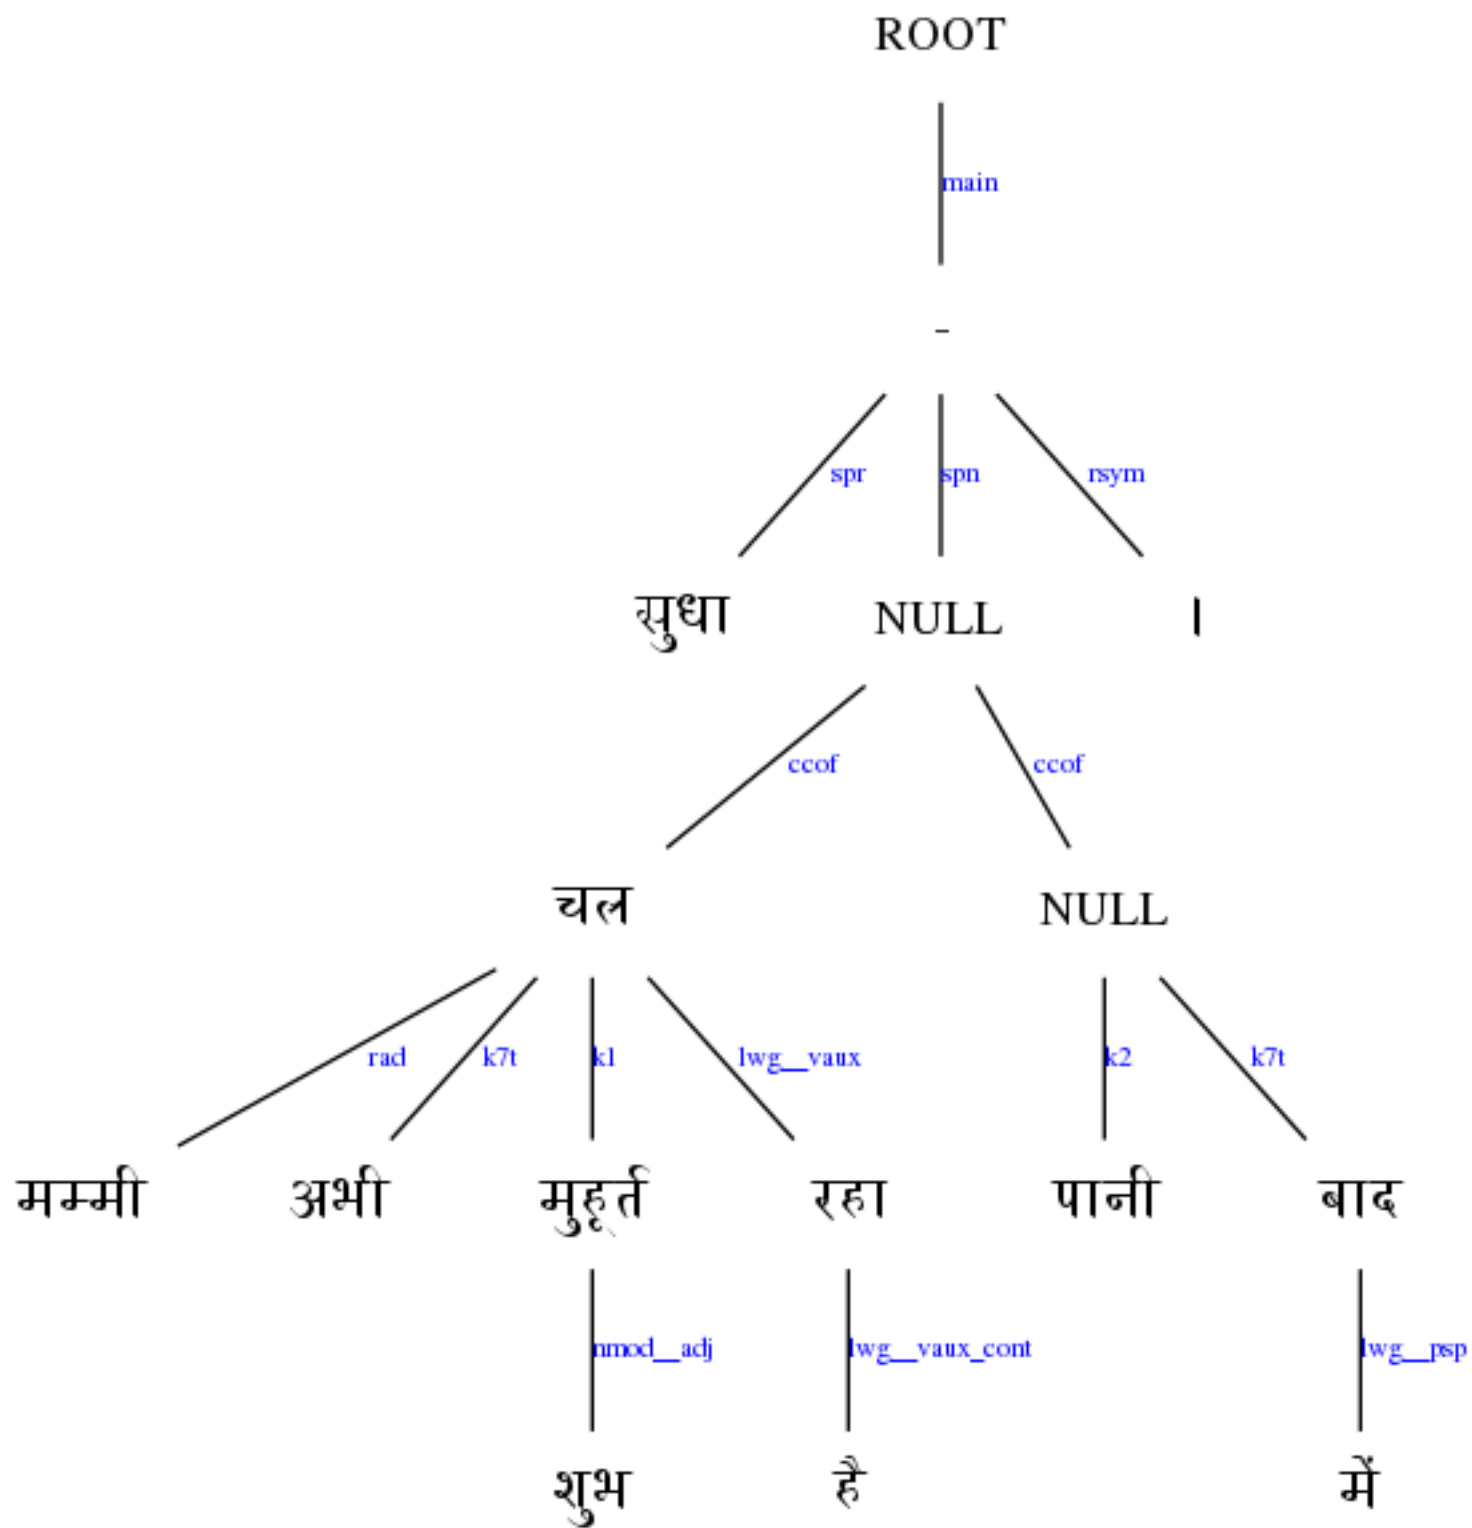 ROOT
main
-
spr spn rsym
सुधा NULL ।
ccof ccof
चल NULL
rad k7t k1 lwg__vaux k2 k7t
मम्मी अभी मुहूर्त रहा पानी बाद
nmod__adj lwg__vaux_cont lwg__psp
शुभ है में